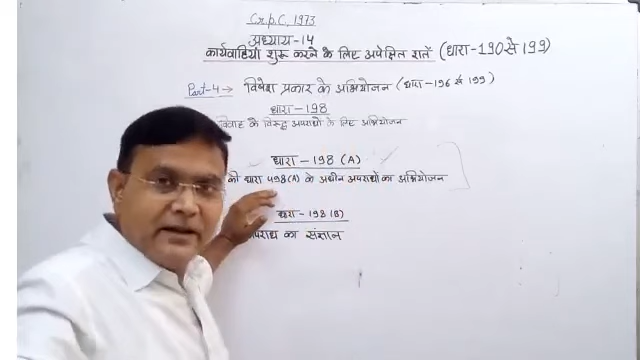 Cr.p.C. 1973
अध्याय-14
कार्यवाहियां शुरू करने के लिए अपेक्षित शर्तें (धारा-190 से 199)
Part-4 → विशेष प्रकार के अभियोजन (धारा-196 से 199)
धारा-198
विवाह के विरुद्ध अपराधों के लिए अभियोजन
धारा-198 (A)
की धारा 498(A) के अधीन अपराधों का अभियोजन
धारा-198 (B)
अपराध का संज्ञान